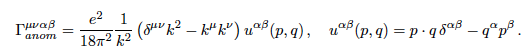 Γ^{μναβ}_{anom} = \frac{e^2}{18π^2} \frac{1}{k^2} (δ^{μν}k^2 − k^μ k^ν) u^{αβ}(p, q) , u^{αβ}(p, q) = p · q δ^{αβ} − q^α p^β .